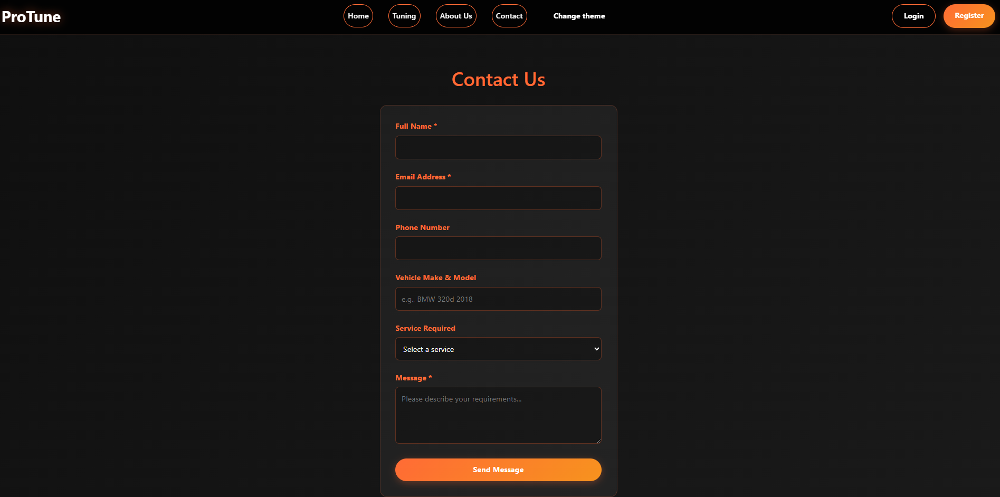 ProTune
Home Tuning About Us Contact Change theme
Login Register
Contact Us
Full Name *
Email Address *
Phone Number
Vehicle Make & Model
e.g., BMW 320d 2018
Service Required
Select a service
Message *
Please describe your requirements...
Send Message